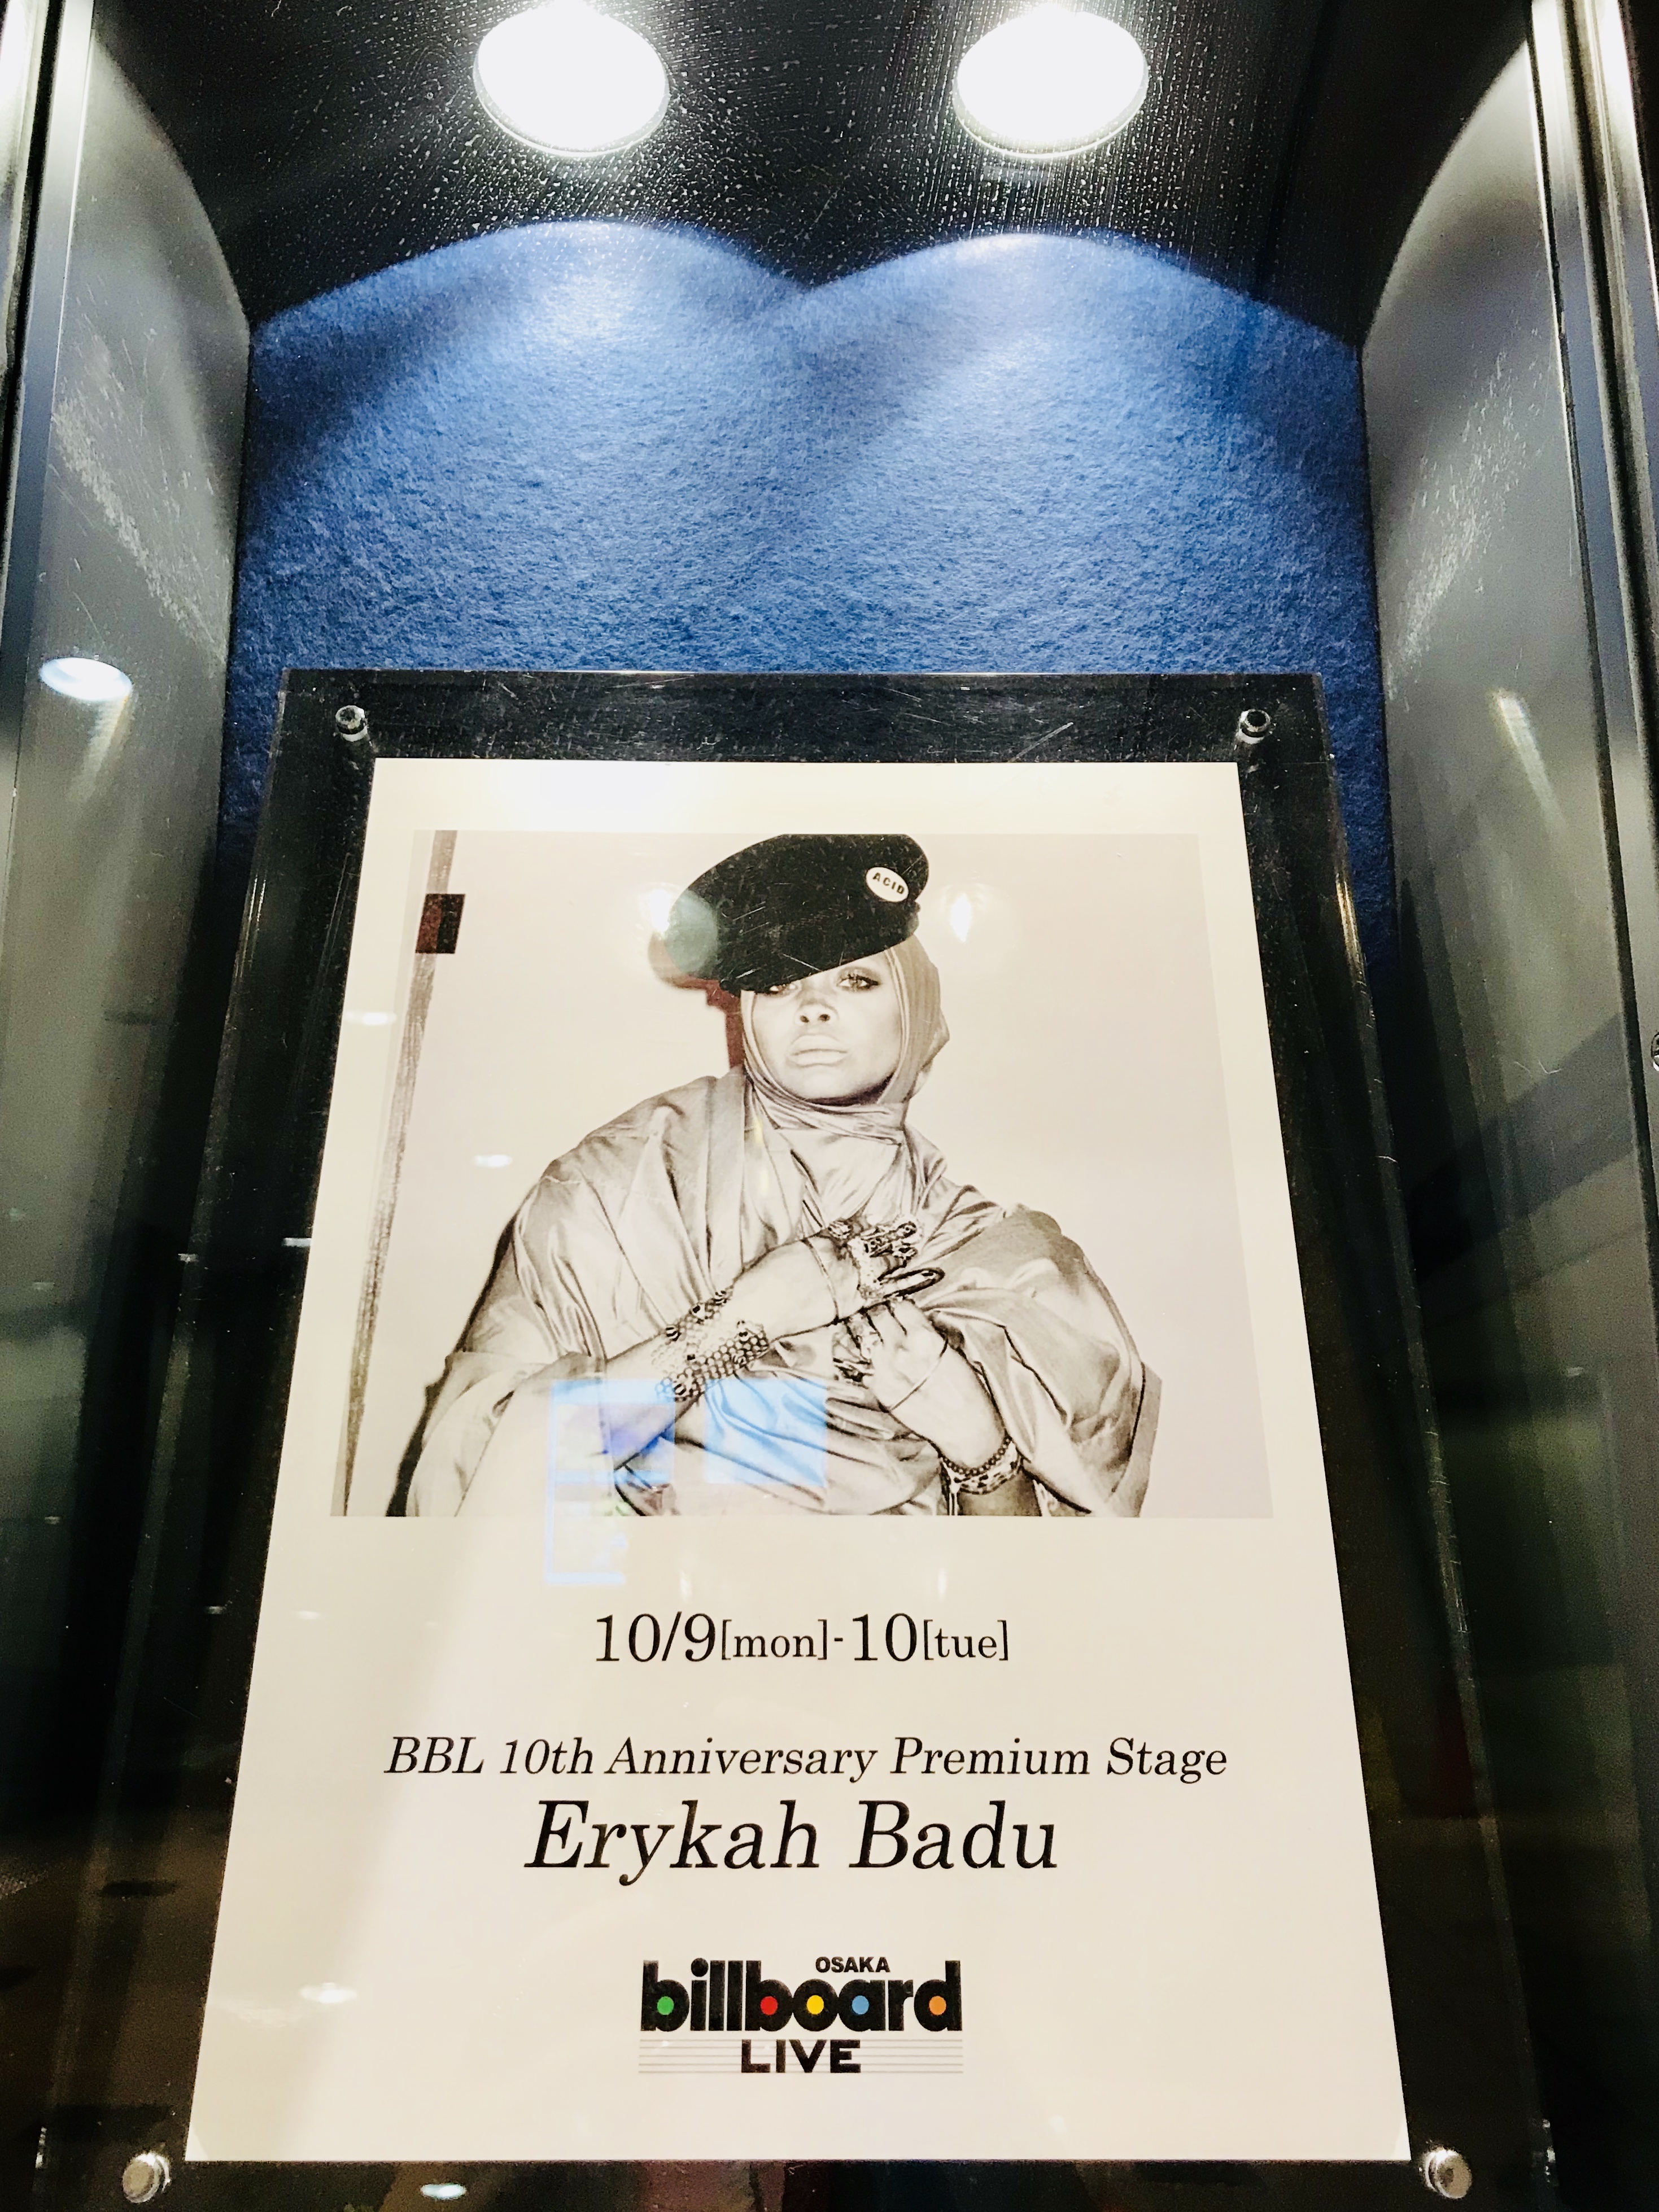 ACID
10/9[mon]-10[tue]
BBL 10th Anniversary Premium Stage
Erykah Badu
OSAKA
billboard
LIVE